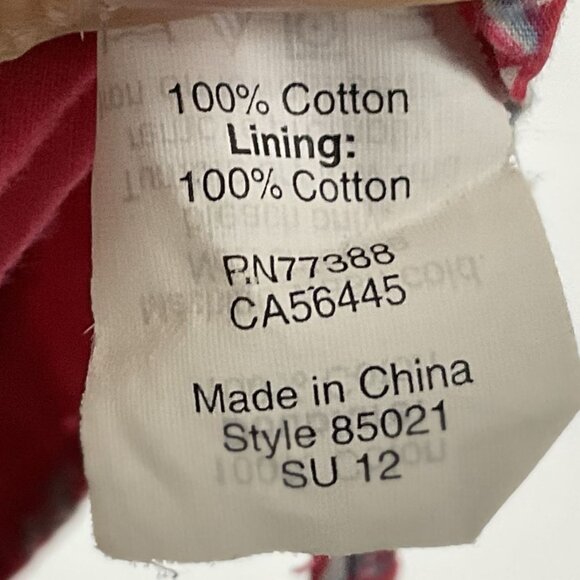 100% Cotton
Lining:
100% Cotton
RN77388
CA56445
Made in China
Style 85021
SU 12